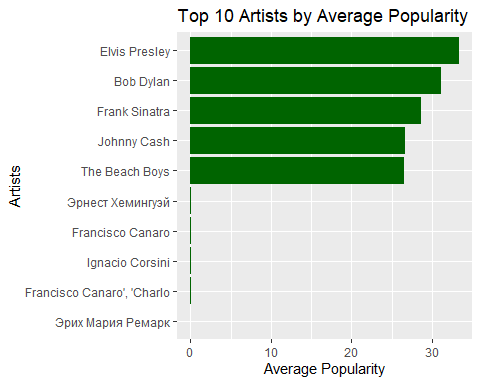 Top 10 Artists by Average Popularity
Artists
Elvis Presley
Bob Dylan
Frank Sinatra
Johnny Cash
The Beach Boys
Эрнест Хемингуэй
Francisco Canaro
Ignacio Corsini
Francisco Canaro', 'Charlo
Эрих Мария Ремарк
0 10 20 30
Average Popularity